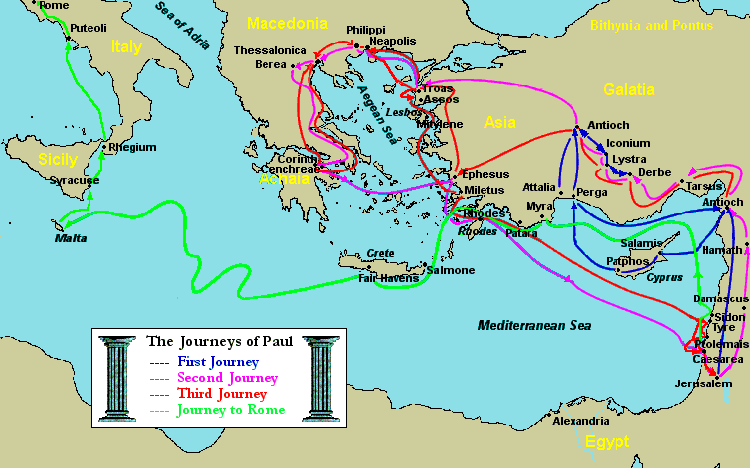 Rome
Puteoli
Sea of Adria
Italy
Macedonia
Philippi
Neapolis
Thessalonica
Berea
Bithynia and Pontus
Galatia
Troas
Assos
Aegean Sea
Lesbos
Mitylene
Asia
Antioch
Iconium
Lystra
Derbe
Rhegium
Sicily
Syracuse
Corinth
Cenchreae
Achaia
Ephesus
Miletus
Attalia
Perga
Tarsus
Antioch
Malta
Rhodes
Rhodes
Patara
Myra
Salamis
Patphos
Cyprus
Hamath
Crete
Salmone
Fair Havens
Damascus
Sidon
Tyre
Ptolemais
Caesarea
Jerusalem
Mediterranean Sea
The Journeys of Paul
---- First Journey
---- Second Journey
---- Third Journey
---- Journey to Rome
Alexandria
Egypt